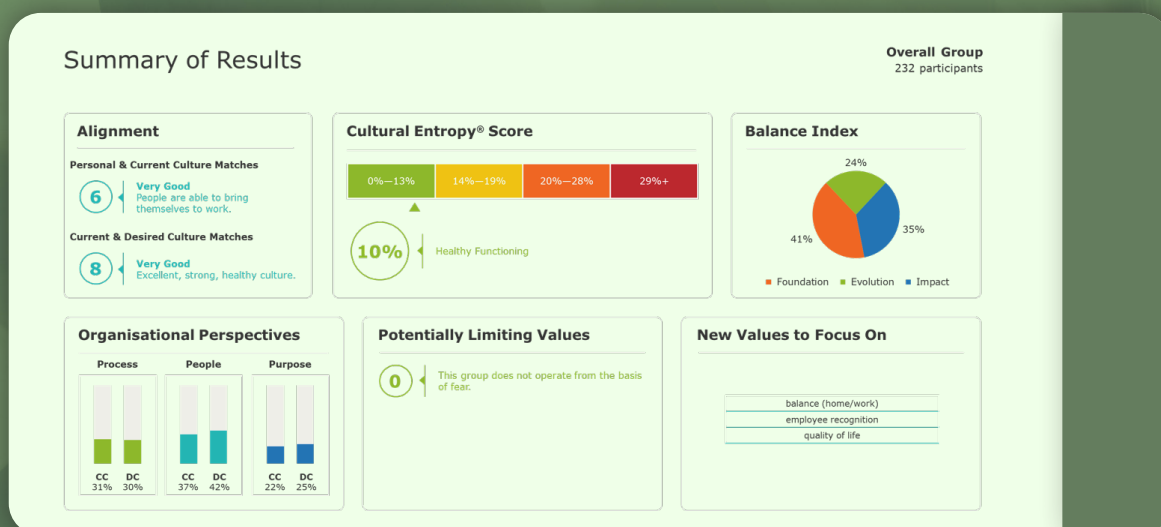 Summary of Results
Overall Group
232 participants
Alignment
Personal & Current Culture Matches
6
Very Good
People are able to bring
themselves to work.
Current & Desired Culture Matches
8
Very Good
Excellent, strong, healthy culture.
Cultural Entropy® Score
0%—13% 14%—19% 20%—28% 29%+
10%
Healthy Functioning
Balance Index
24%
35%
41%
Foundation Evolution Impact
Organisational Perspectives
Process People Purpose
CC DC CC DC CC DC
31% 30% 37% 42% 22% 25%
Potentially Limiting Values
0
This group does not operate from the basis
of fear.
New Values to Focus On
balance (home/work)
employee recognition
quality of life